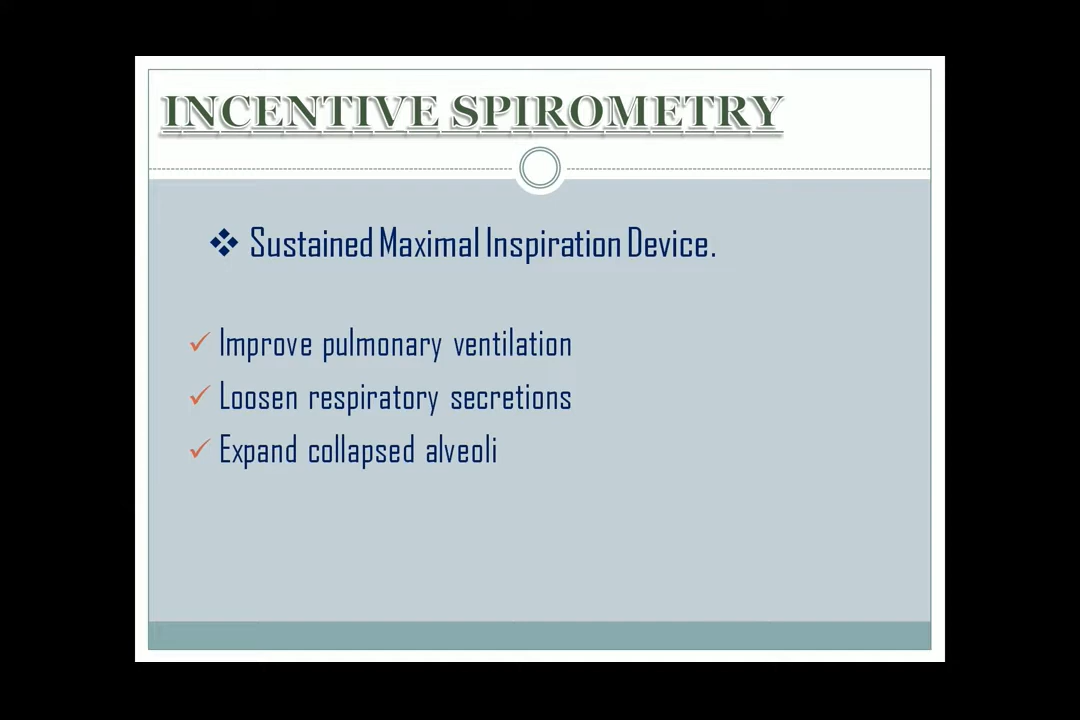 INCENTIVE SPIROMETRY
❖ Sustained Maximal Inspiration Device.
✓ Improve pulmonary ventilation
✓ Loosen respiratory secretions
✓ Expand collapsed alveoli